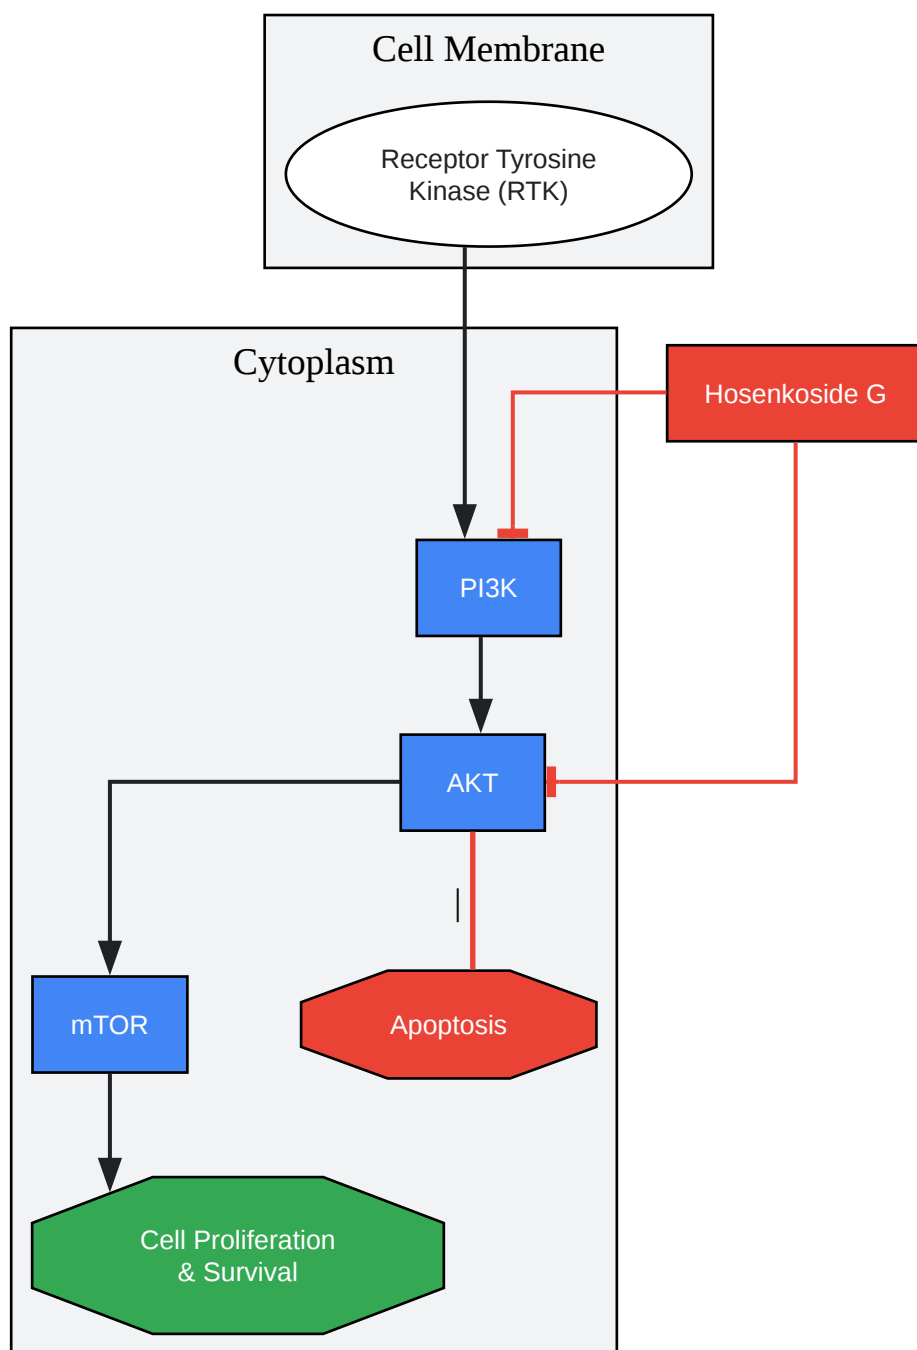 Cell Membrane
Receptor Tyrosine
Kinase (RTK)
Cytoplasm
Hosenkoside G
PI3K
AKT
|
mTOR
Apoptosis
Cell Proliferation
& Survival